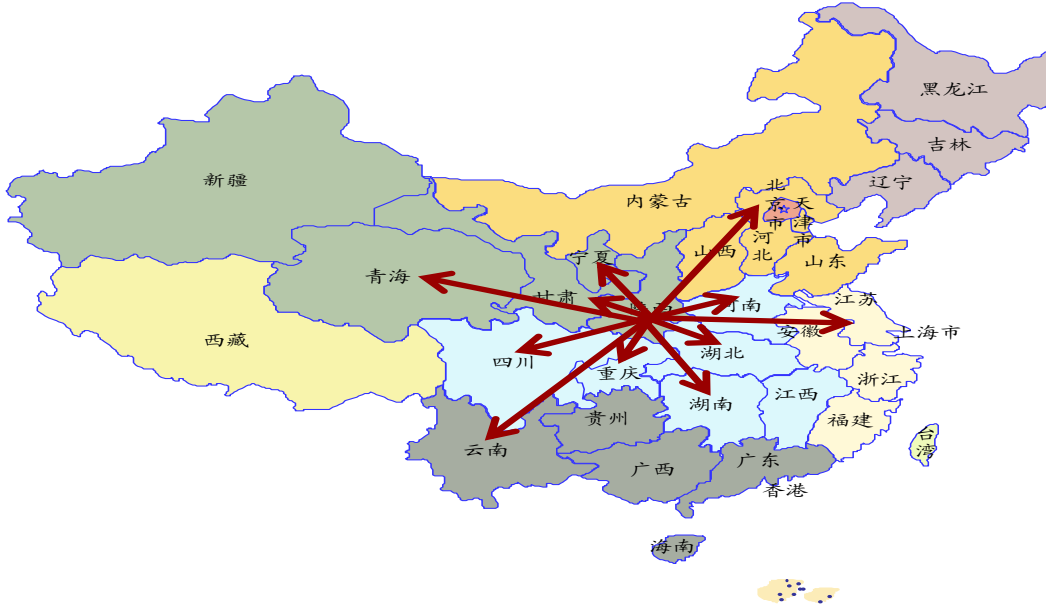 黑龙江
吉林
辽宁
新疆
内蒙古
北京市
天津市
河北
山西
山东
宁夏
青海
甘肃
陕西
河南
江苏
安徽
上海市
西藏
四川
重庆
湖北
浙江
湖南
江西
福建
贵州
云南
广西
广东
香港
台湾
海南